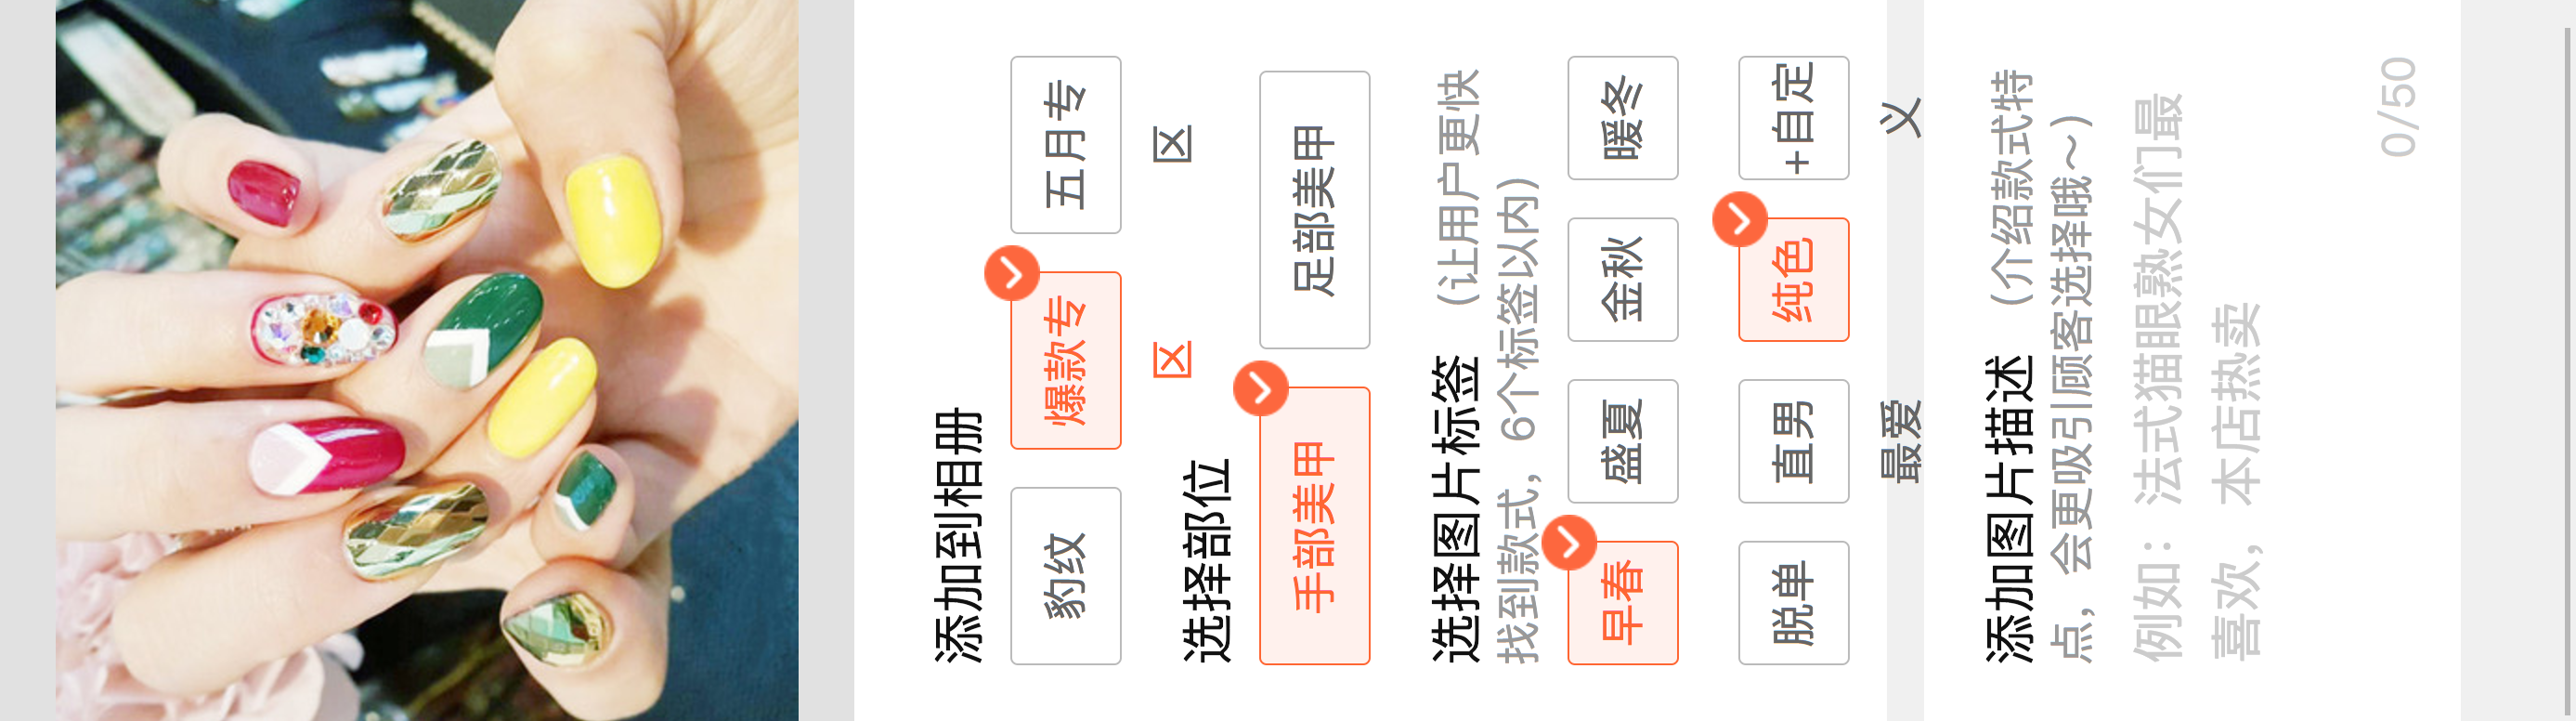 添加到相册
豹纹
爆款专
区
五月专
区
选择部位
手部美甲
足部美甲
选择图片标签 (让用户更快
找到款式，6个标签以内)
早春
盛夏
金秋
暖冬
脱单
直男
最爱
纯色
+自定
义
添加图片描述 (介绍款式特
点，会更吸引顾客选择哦～)
例如：法式猫眼熟女们最
喜欢，本店热卖
0/50